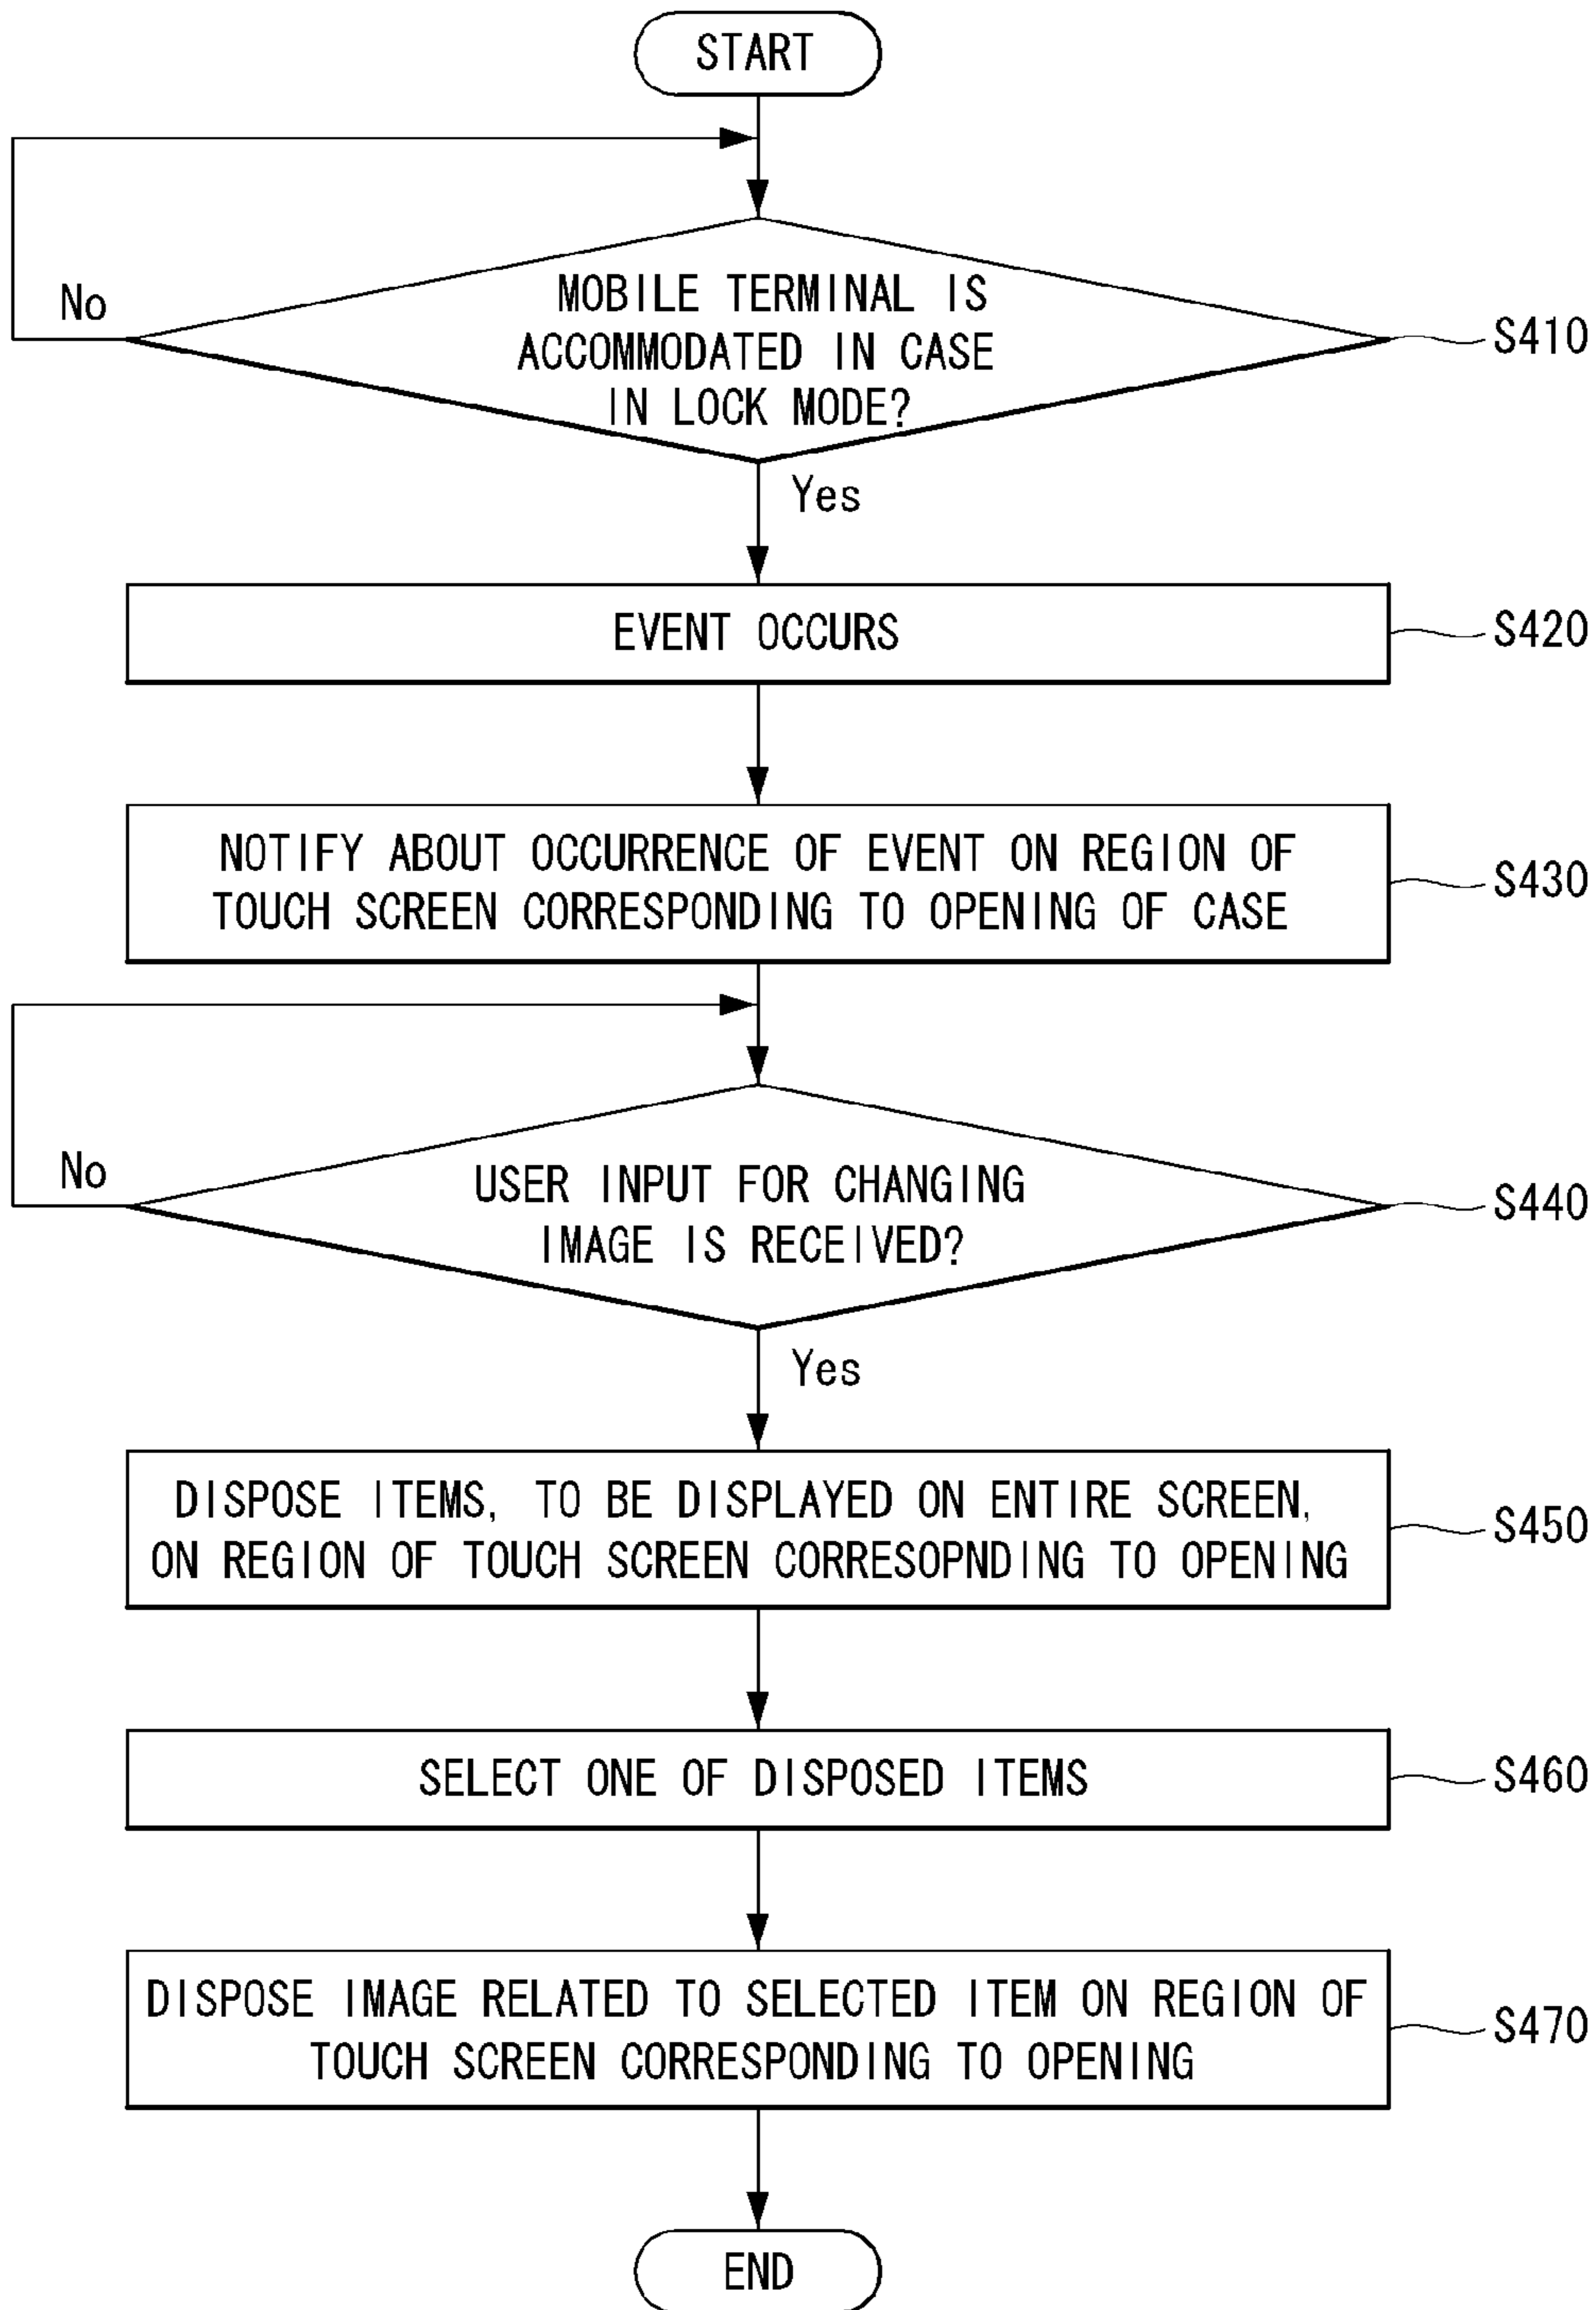 START
No
MOBILE TERMINAL IS
ACCOMMODATED IN CASE
IN LOCK MODE?
S410
Yes
EVENT OCCURS
S420
NOTIFY ABOUT OCCURRENCE OF EVENT ON REGION OF
TOUCH SCREEN CORRESPONDING TO OPENING OF CASE
S430
No
USER INPUT FOR CHANGING
IMAGE IS RECEIVED?
S440
Yes
DISPOSE ITEMS, TO BE DISPLAYED ON ENTIRE SCREEN,
ON REGION OF TOUCH SCREEN CORRESOPNDING TO OPENING
S450
SELECT ONE OF DISPOSED ITEMS
S460
DISPOSE IMAGE RELATED TO SELECTED ITEM ON REGION OF
TOUCH SCREEN CORRESPONDING TO OPENING
S470
END